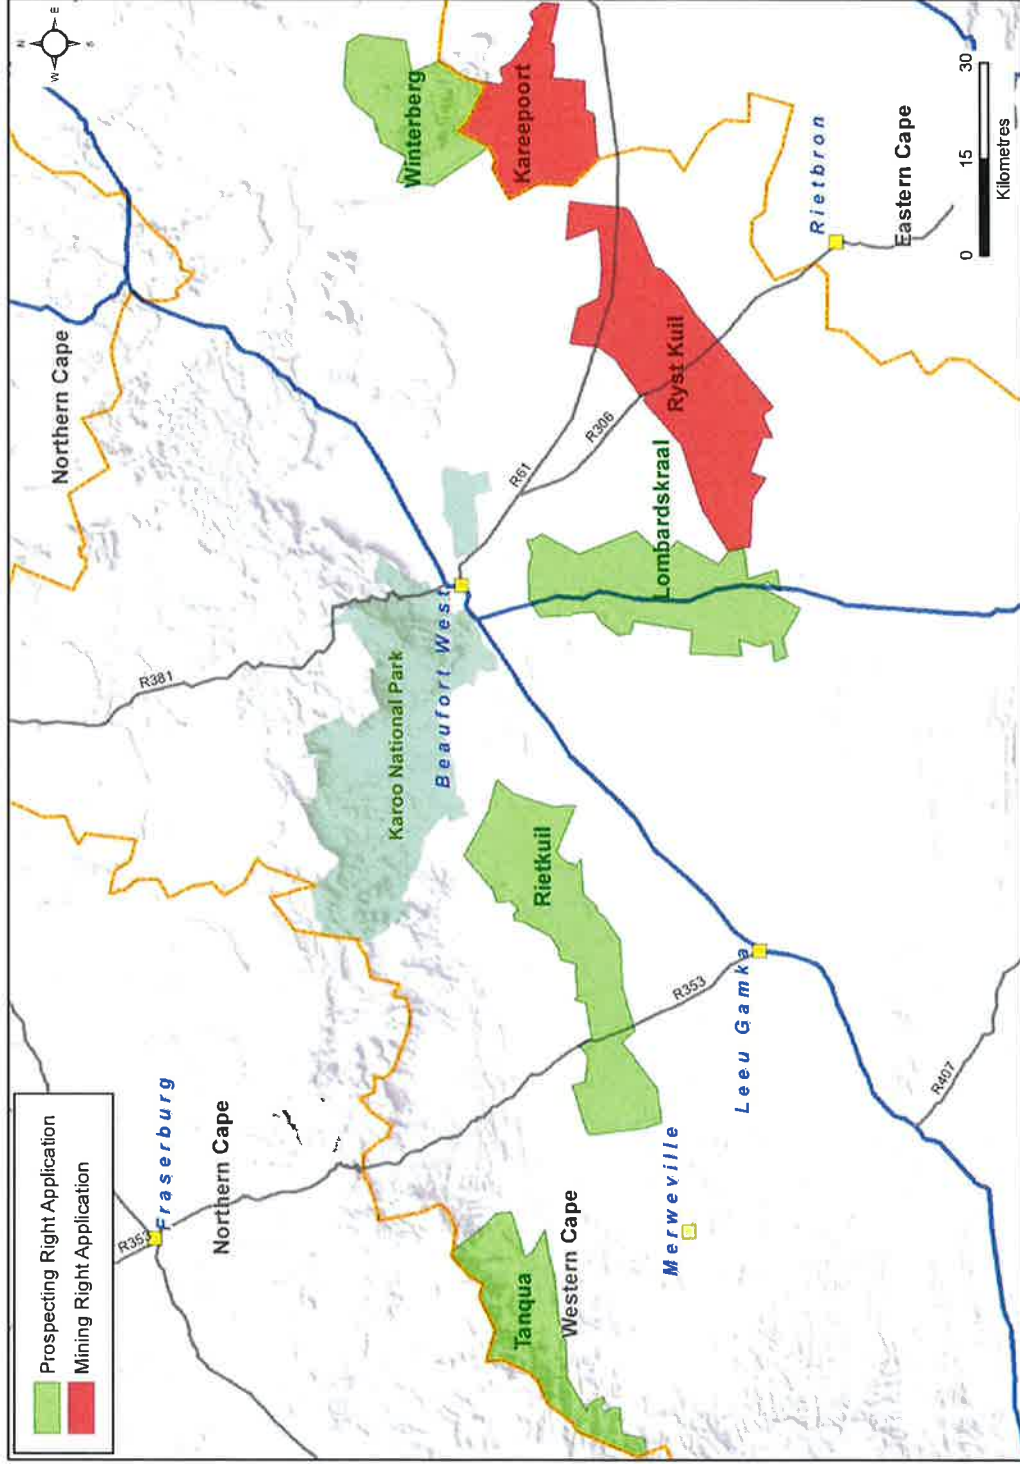 Prospecting Right Application
Mining Right Application
N
W
E
S
R353
Fraserburg
Northern Cape
R381
Northern Cape
Karoo National Park
Beaufort West
Winterberg
Kareepoort
Tanqua
Western Cape
Rietkuil
R61
R306
Lombardskraal
Ryst Kuil
R353
Merweville
Leeu Gamka
Rietbron
Eastern Cape
R407
0
15
30
Kilometres